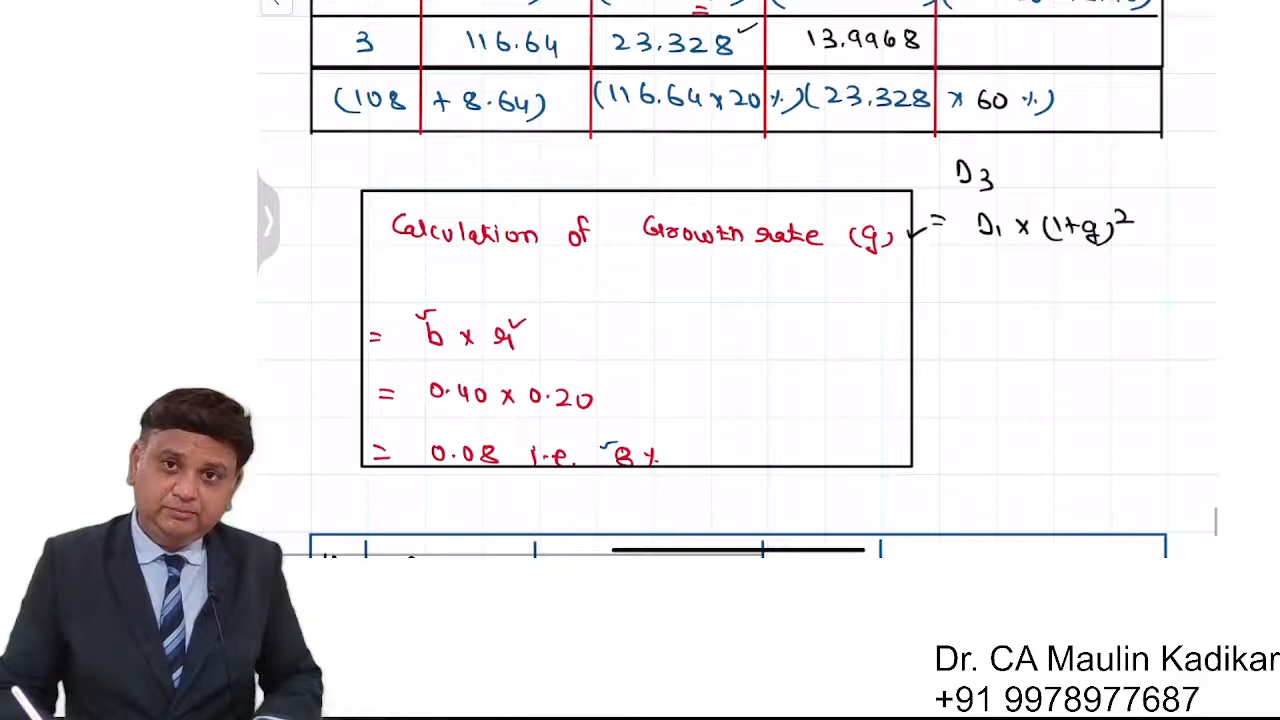 3 116.64 23.328 13.9968
(108 + 8.64) (116.64 x 20 %) (23.328 x 60 %)
D3
= D1 x (1+g)²
Calculation of Growth rate (g)
= b x r
= 0.40 x 0.20
= 0.08 i.e. 8 %
Dr. CA Maulin Kadikar
+91 9978977687